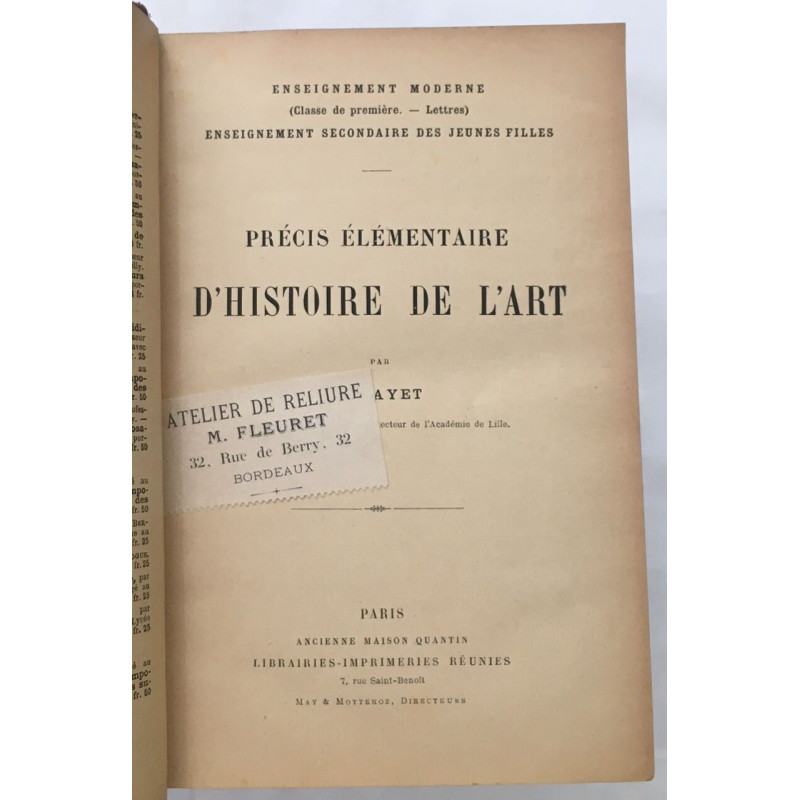 ENSEIGNEMENT MODERNE
(Classe de première. — Lettres)
ENSEIGNEMENT SECONDAIRE DES JEUNES FILLES
PRÉCIS ÉLÉMENTAIRE
D'HISTOIRE DE L'ART
PAR
AYET
ecteur de l'Académie de Lille.
ATELIER DE RELIURE
M. FLEURET
32, Rue de Berry, 32
BORDEAUX
PARIS
ANCIENNE MAISON QUANTIN
LIBRAIRIES-IMPRIMERIES RÉUNIES
7, rue Saint-Benoît
MAY & MOTTEROZ, DIRECTEURS